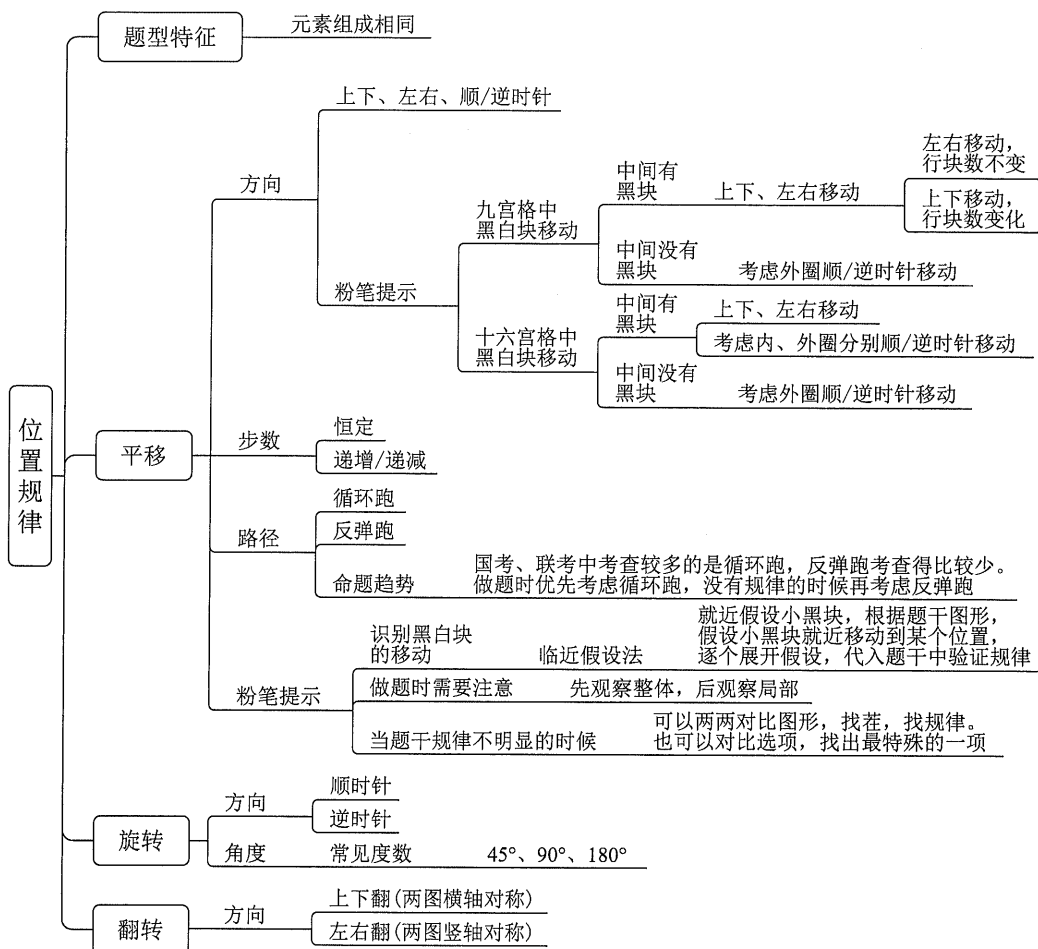 位置规律
题型特征
元素组成相同
平移
方向
上下、左右、顺/逆时针
粉笔提示
九宫格中
黑白块移动
中间有
黑块
上下、左右移动
左右移动，
行块数不变
上下移动，
行块数变化
中间没有
黑块
考虑外圈顺/逆时针移动
十六宫格中
黑白块移动
中间有
黑块
上下、左右移动
考虑内、外圈分别顺/逆时针移动
中间没有
黑块
考虑外圈顺/逆时针移动
步数
恒定
递增/递减
路径
循环跑
反弹跑
命题趋势
国考、联考中考查较多的是循环跑，反弹跑考查得比较少。
做题时优先考虑循环跑，没有规律的时候再考虑反弹跑
粉笔提示
识别黑白块
的移动
临近假设法
就近假设小黑块，根据题干图形，
假设小黑块就近移动到某个位置，
逐个展开假设，代入题干中验证规律
做题时需要注意
先观察整体，后观察局部
当题干规律不明显的时候
可以两两对比图形，找茬，找规律。
也可以对比选项，找出最特殊的一项
旋转
方向
顺时针
逆时针
角度
常见度数
45°、90°、180°
翻转
方向
上下翻(两图横轴对称)
左右翻(两图竖轴对称)